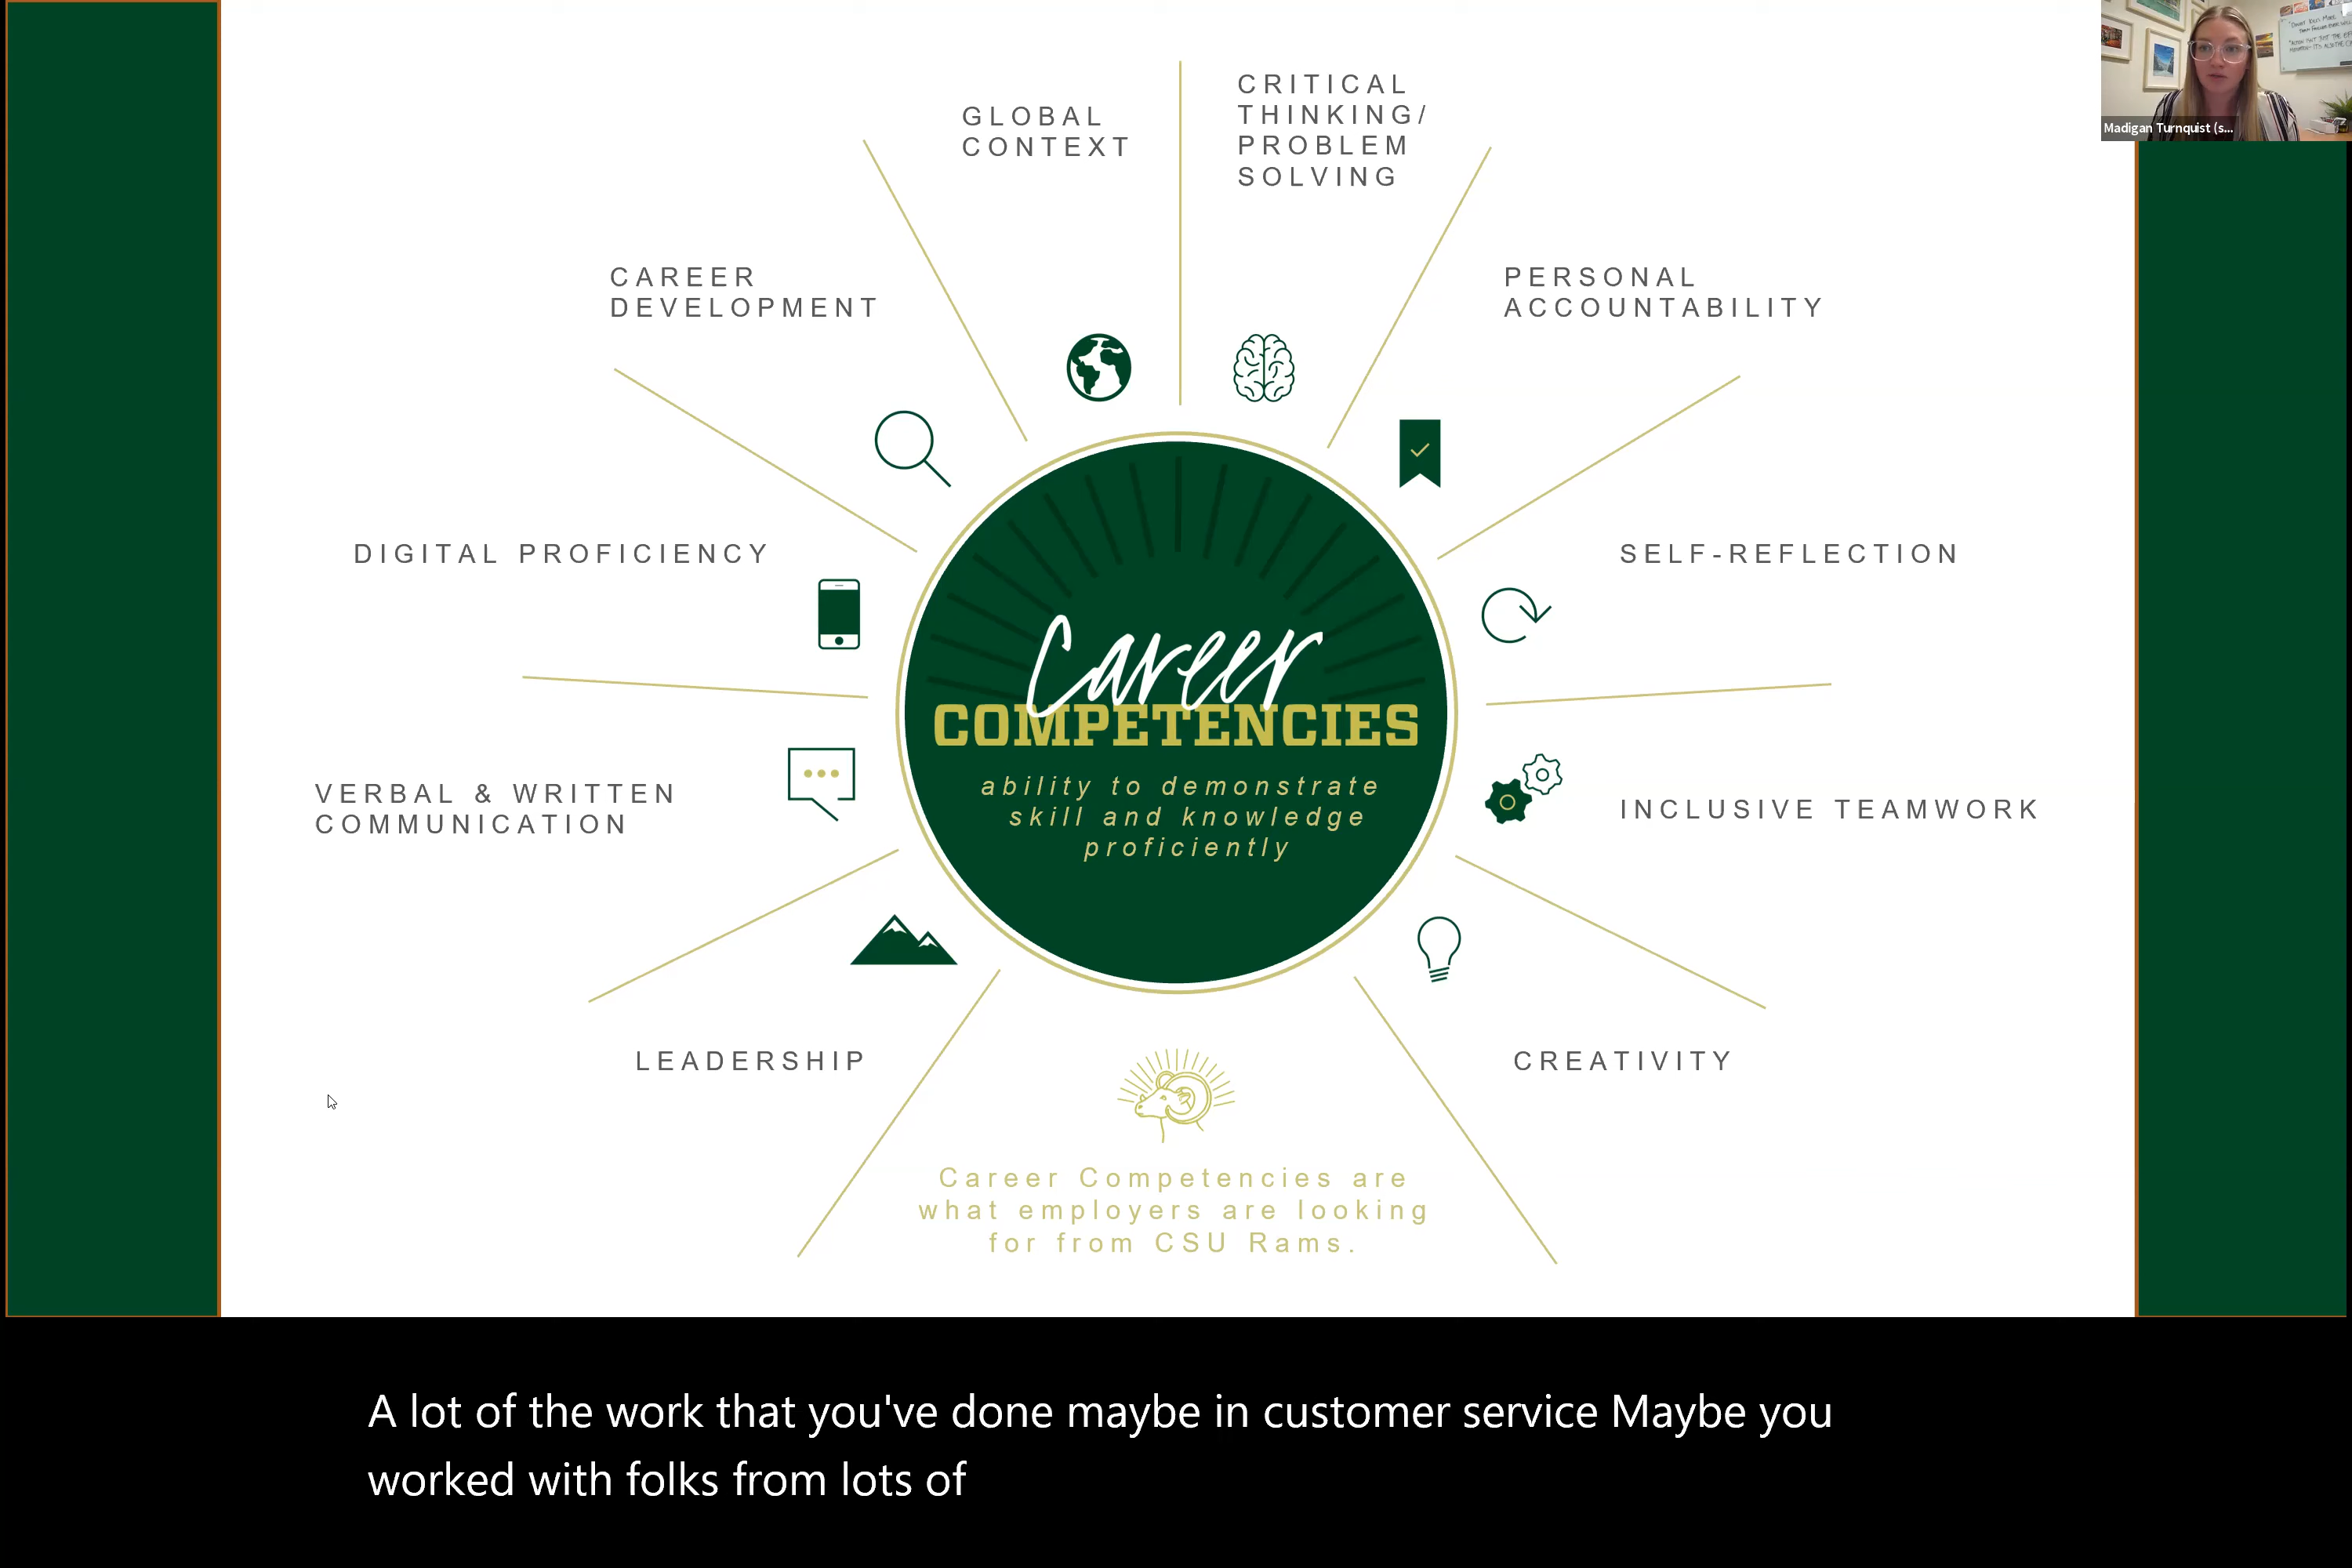 GLOBAL
CONTEXT
CRITICAL
THINKING/
PROBLEM
SOLVING
CAREER
DEVELOPMENT
PERSONAL
ACCOUNTABILITY
DIGITAL PROFICIENCY
SELF-REFLECTION
Career
COMPETENCIES
ability to demonstrate
skill and knowledge
proficiently
VERBAL & WRITTEN
COMMUNICATION
INCLUSIVE TEAMWORK
LEADERSHIP
CREATIVITY
Career Competencies are
what employers are looking
for from CSU Rams.
Madigan Turnquist (s...
A lot of the work that you've done maybe in customer service Maybe you
worked with folks from lots of